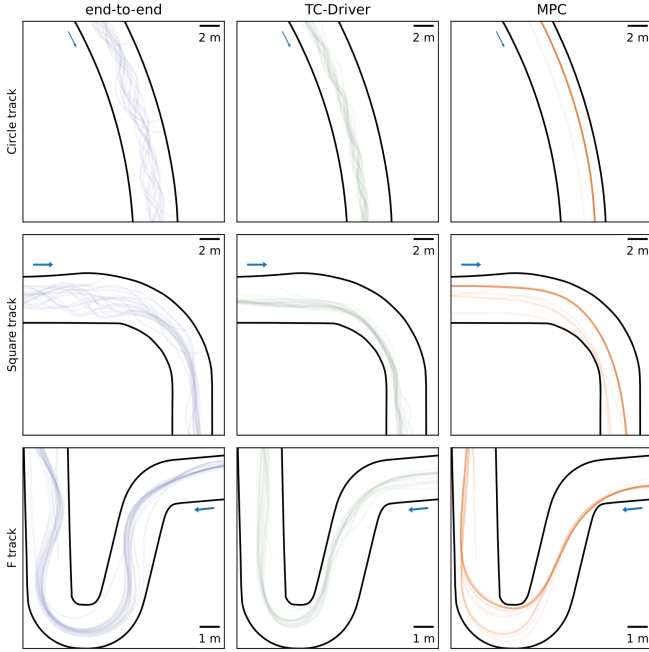 end-to-end
TC-Driver
MPC
Circle track
2 m
2 m
2 m
Square track
2 m
2 m
2 m
F track
1 m
1 m
1 m